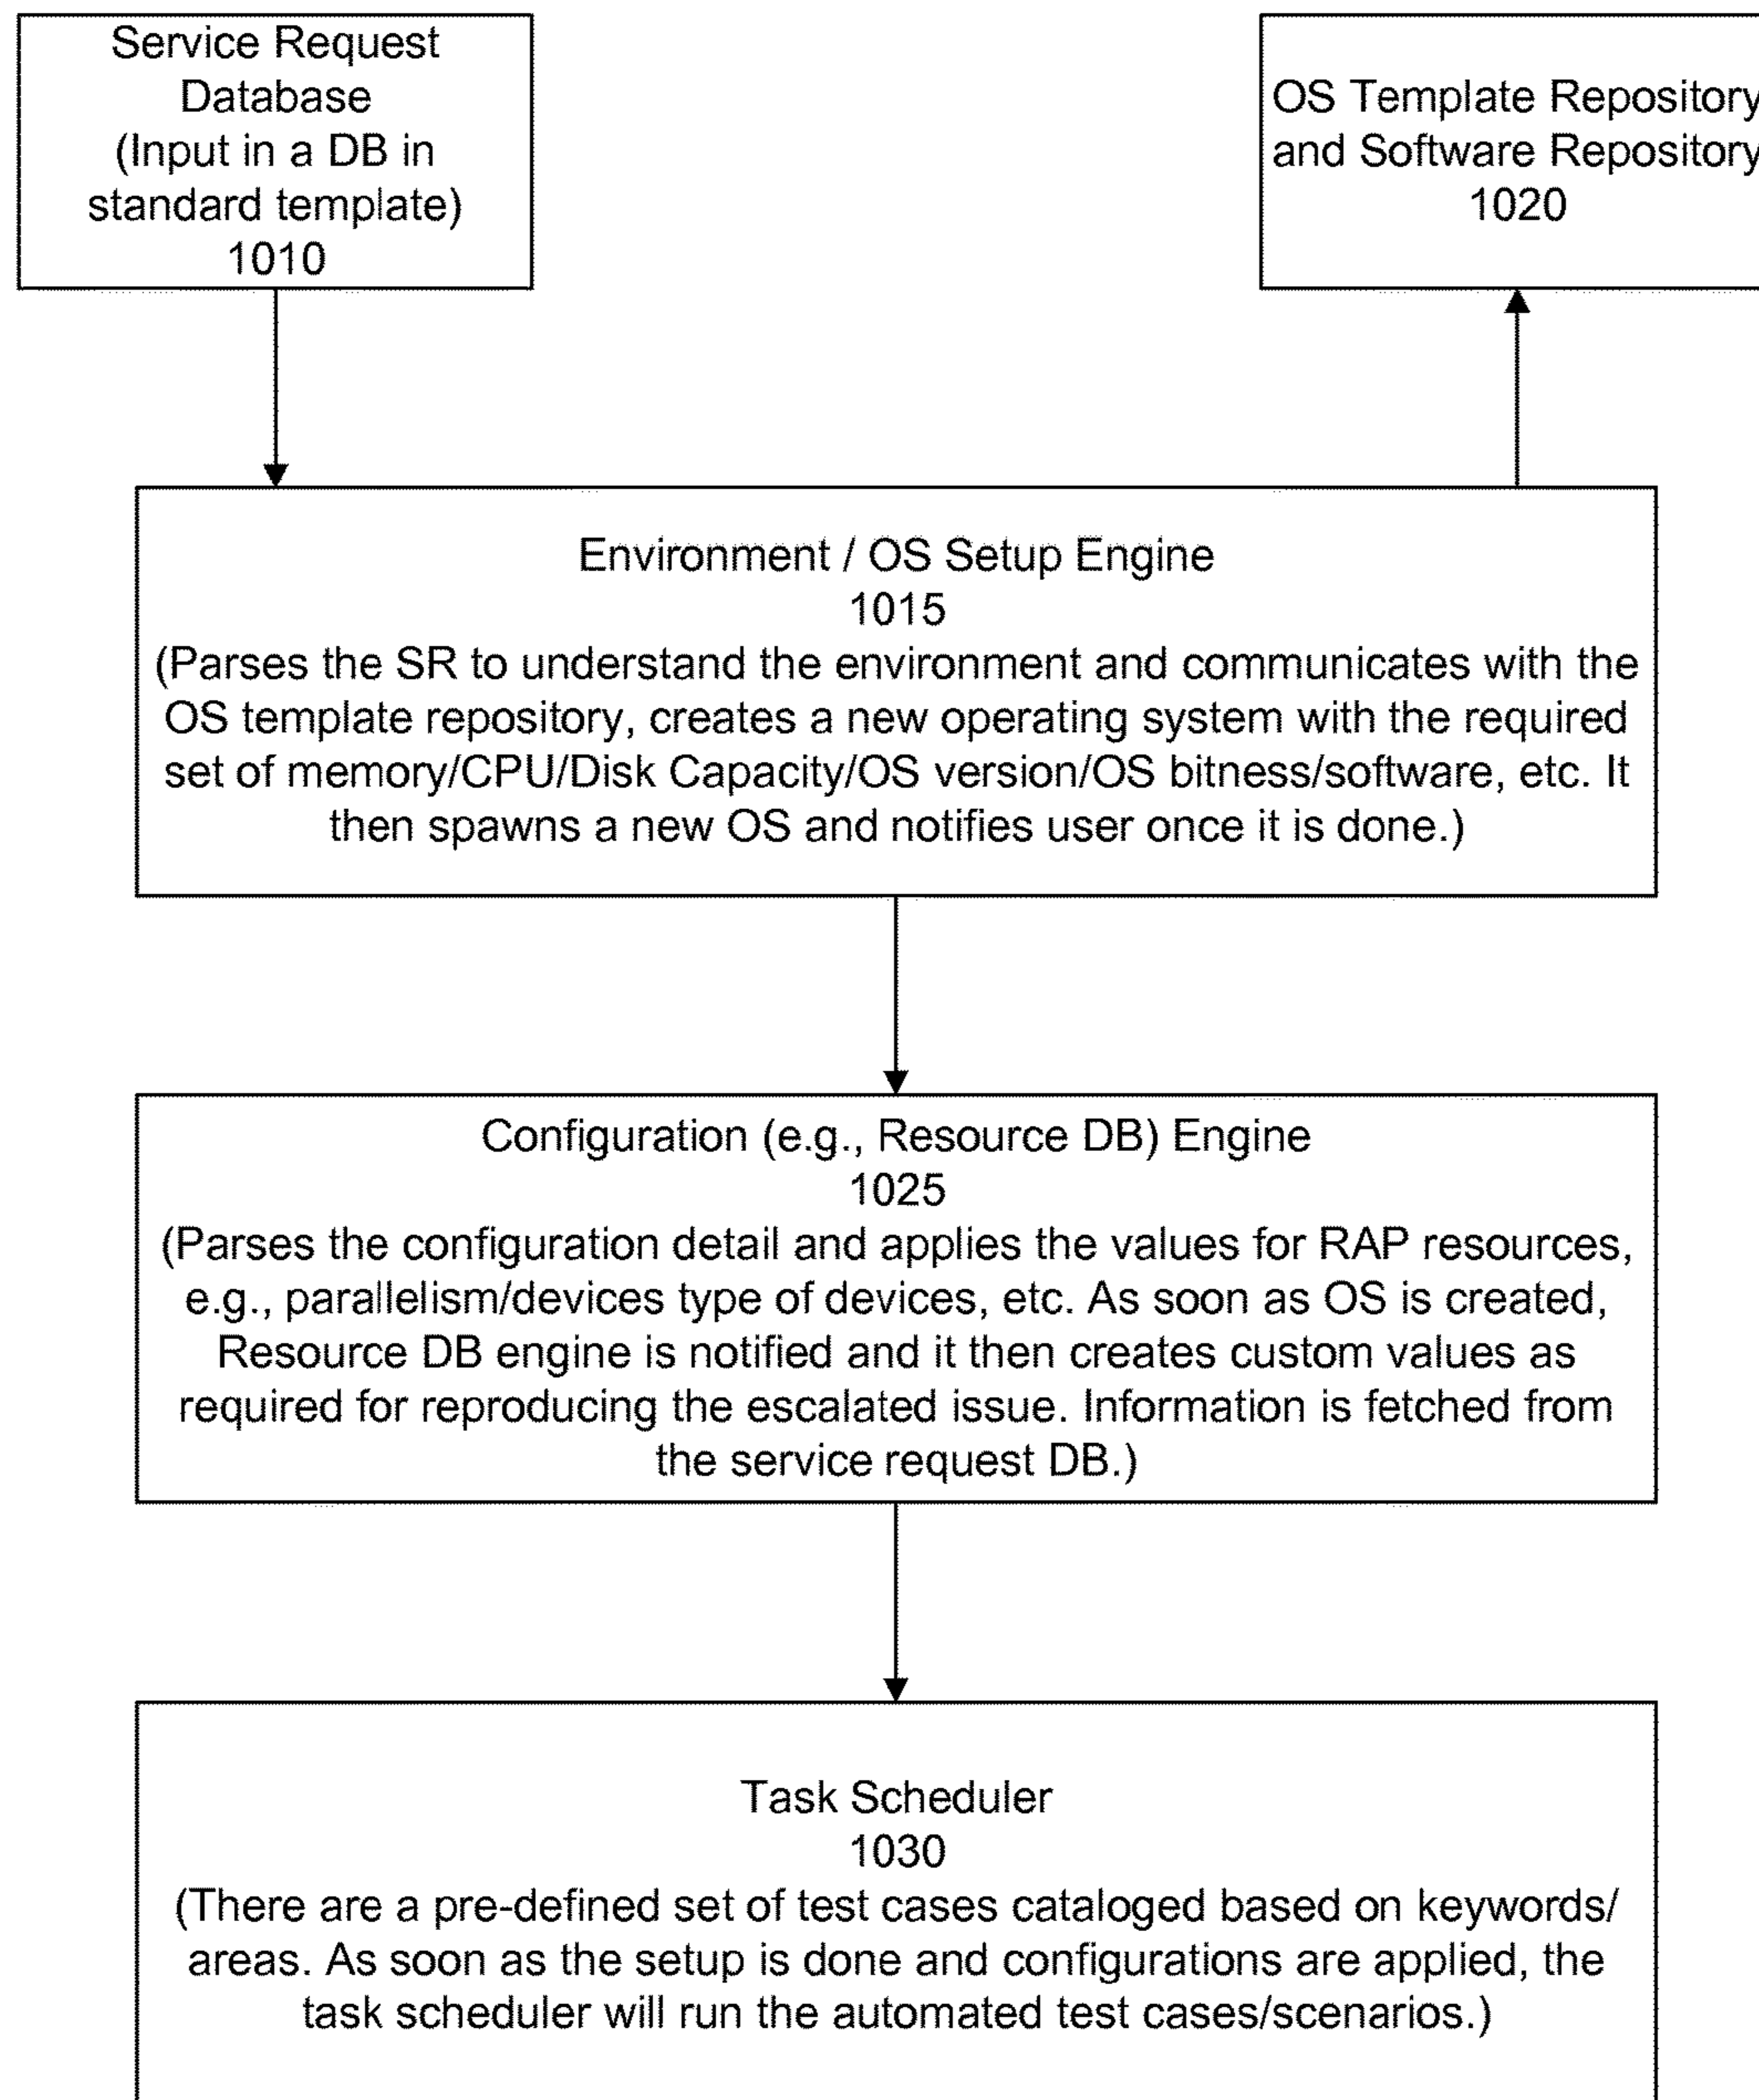 Service Request
Database
(Input in a DB in
standard template)
1010
OS Template Repository
and Software Repository
1020
Environment / OS Setup Engine
1015
(Parses the SR to understand the environment and communicates with the
OS template repository, creates a new operating system with the required
set of memory/CPU/Disk Capacity/OS version/OS bitness/software, etc. It
then spawns a new OS and notifies user once it is done.)
Configuration (e.g., Resource DB) Engine
1025
(Parses the configuration detail and applies the values for RAP resources,
e.g., parallelism/devices type of devices, etc. As soon as OS is created,
Resource DB engine is notified and it then creates custom values as
required for reproducing the escalated issue. Information is fetched from
the service request DB.)
Task Scheduler
1030
(There are a pre-defined set of test cases cataloged based on keywords/
areas. As soon as the setup is done and configurations are applied, the
task scheduler will run the automated test cases/scenarios.)